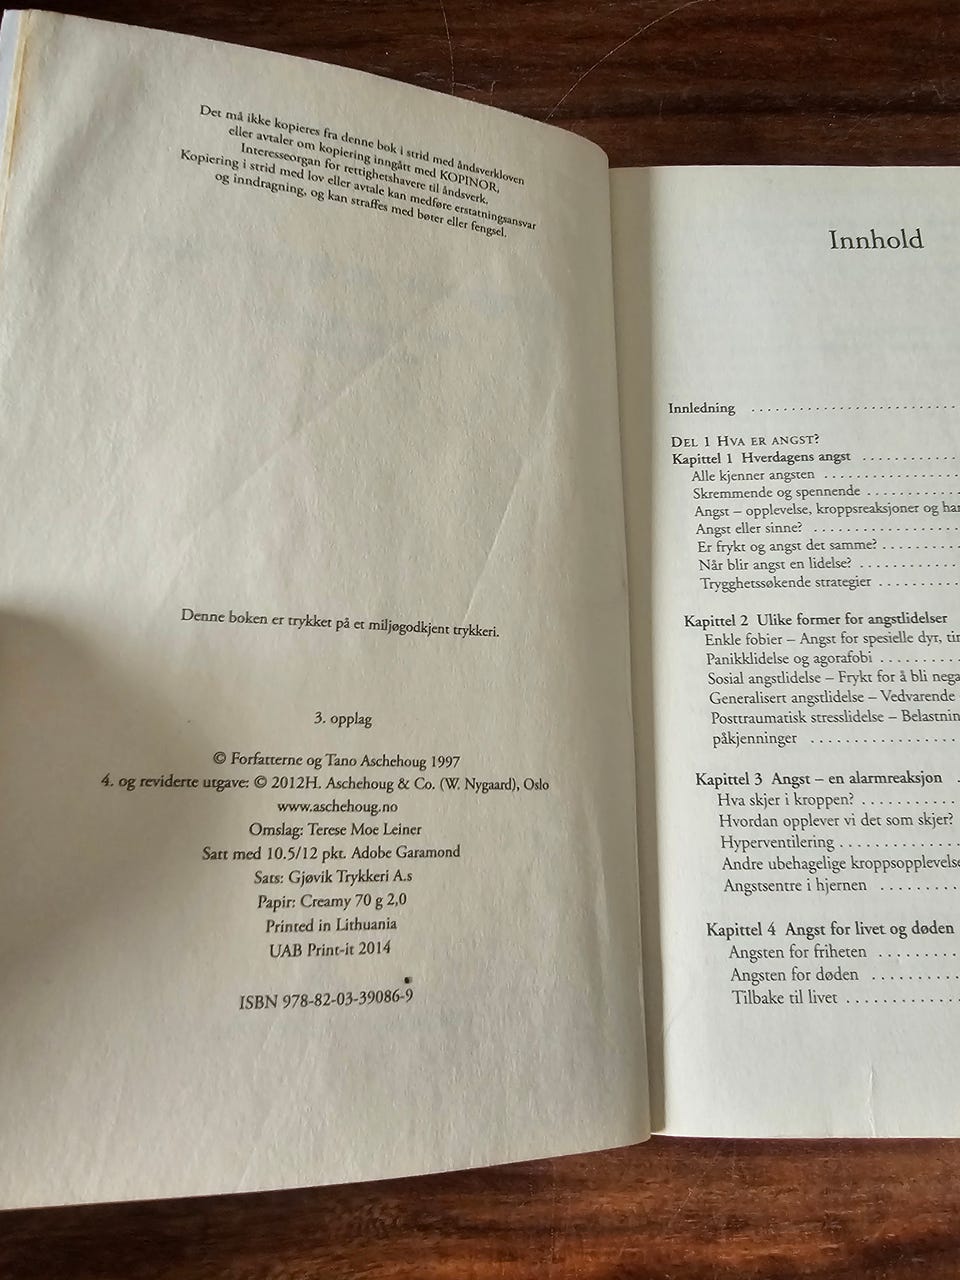 Det må ikke kopieres fra denne bok i strid med åndsverkloven
eller avtaler om kopiering inngått med KOPINOR,
Interesseorgan for rettighetshavere til åndsverk.
Kopiering i strid med lov eller avtale kan medføre erstatningsansvar
og inndragning, og kan straffes med bøter eller fengsel.
Denne boken er trykket på et miljøgodkjent trykkeri.
3. opplag
© Forfatterne og Tano Aschehoug 1997
4. og reviderte utgave: © 2012H. Aschehoug & Co. (W. Nygaard), Oslo
www.aschehoug.no
Omslag: Terese Moe Leiner
Satt med 10.5/12 pkt. Adobe Garamond
Sats: Gjøvik Trykkeri A.s
Papir: Creamy 70 g 2,0
Printed in Lithuania
UAB Print-it 2014
ISBN 978-82-03-39086-9
Innhold
Innledning ..........................
DEL 1 HVA ER ANGST?
Kapittel 1 Hverdagens angst ............
Alle kjenner angsten .................
Skremmende og spennende ............
Angst – opplevelse, kroppsreaksjoner og han
Angst eller sinne? ..................
Er frykt og angst det samme? ..........
Når blir angst en lidelse? .............
Trygghetssøkende strategier ..........
Kapittel 2 Ulike former for angstlidelser
Enkle fobier – Angst for spesielle dyr, tin
Panikklidelse og agorafobi ..........
Sosial angstlidelse – Frykt for å bli nega
Generalisert angstlidelse – Vedvarende
Posttraumatisk stresslidelse – Belastnin
påkjenninger ..................
Kapittel 3 Angst – en alarmreaksjon .
Hva skjer i kroppen? ............
Hvordan opplever vi det som skjer?
Hyperventilering ...............
Andre ubehagelige kroppsopplevelse
Angstsentre i hjernen ..........
Kapittel 4 Angst for livet og døden
Angsten for friheten ..........
Angsten for døden ...........
Tilbake til livet ..............